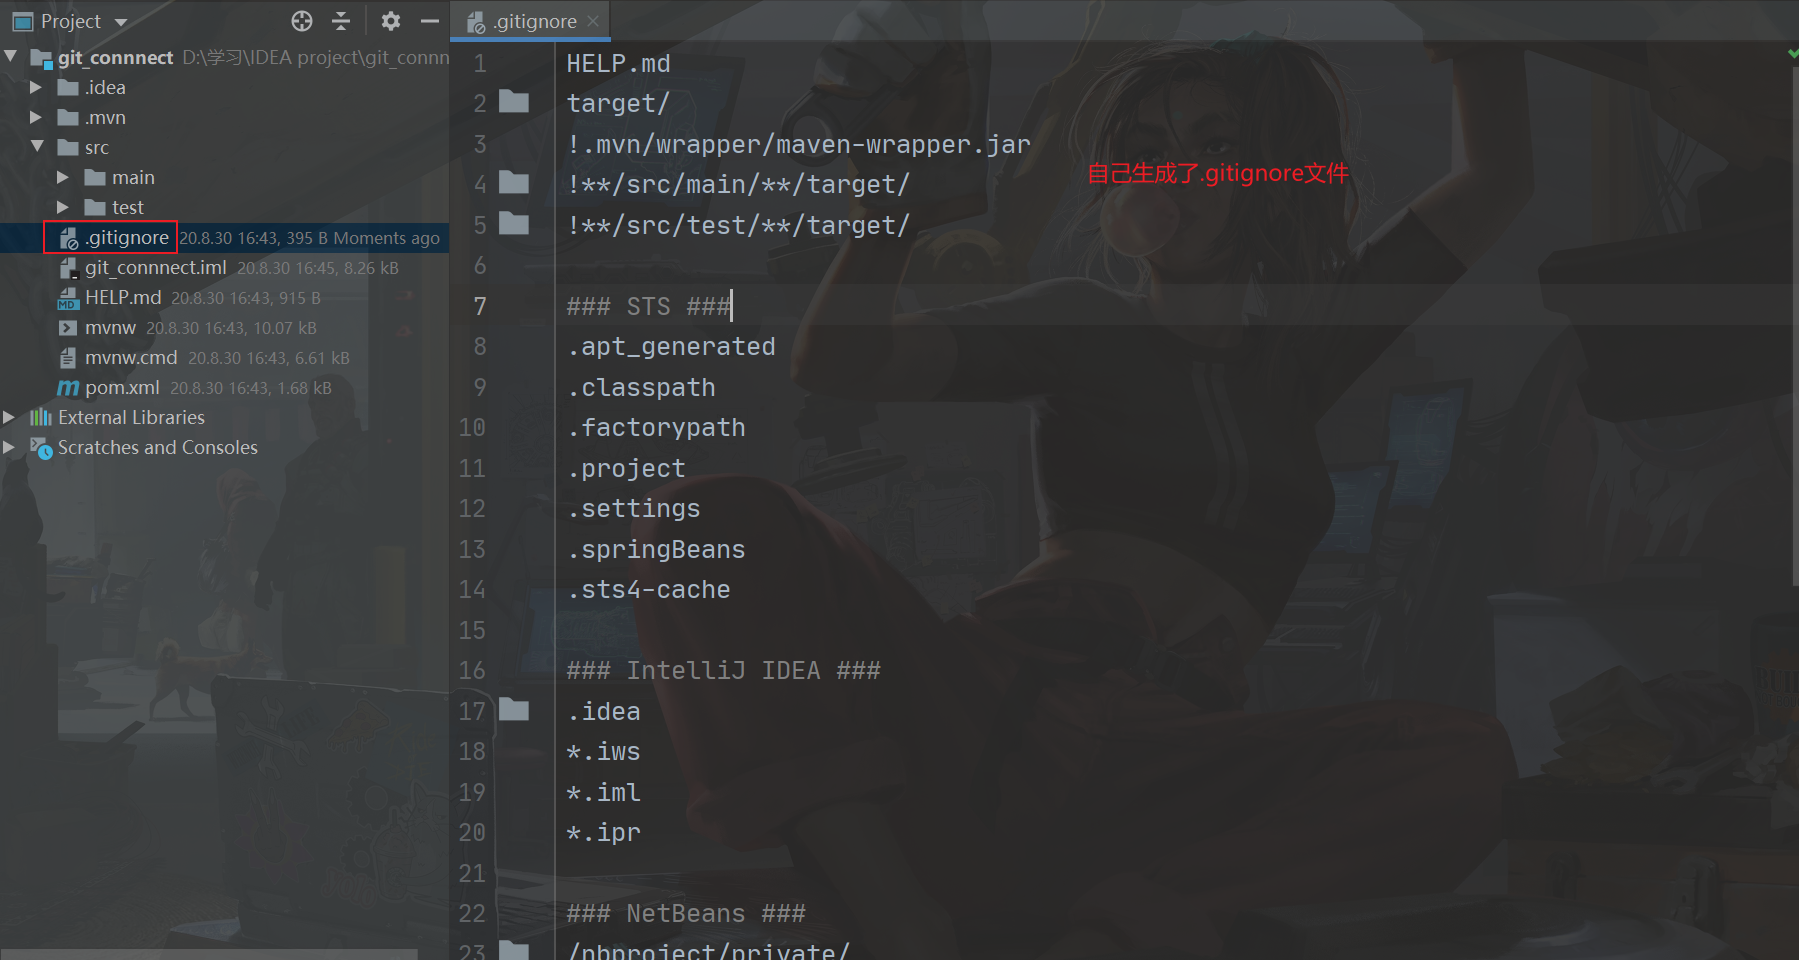 Project
git_connnect D:\学习\IDEA project\git_connn
.idea
.mvn
src
main
test
.gitignore 20.8.30 16:43, 395 B Moments ago
git_connnect.iml 20.8.30 16:45, 8.26 kB
HELP.md 20.8.30 16:43, 915 B
mvnw 20.8.30 16:43, 10.07 kB
mvnw.cmd 20.8.30 16:43, 6.61 kB
pom.xml 20.8.30 16:43, 1.68 kB
External Libraries
Scratches and Consoles
.gitignore
1 HELP.md
2 target/
3 !.mvn/wrapper/maven-wrapper.jar
自己生成了.gitignore文件
4 !**/src/main/**/target/
5 !**/src/test/**/target/
6
7 ### STS ###
8 .apt_generated
9 .classpath
10 .factorypath
11 .project
12 .settings
13 .springBeans
14 .sts4-cache
15
16 ### IntelliJ IDEA ###
17 .idea
18 *.iws
19 *.iml
20 *.ipr
21
22 ### NetBeans ###
23 /nbproject/private/